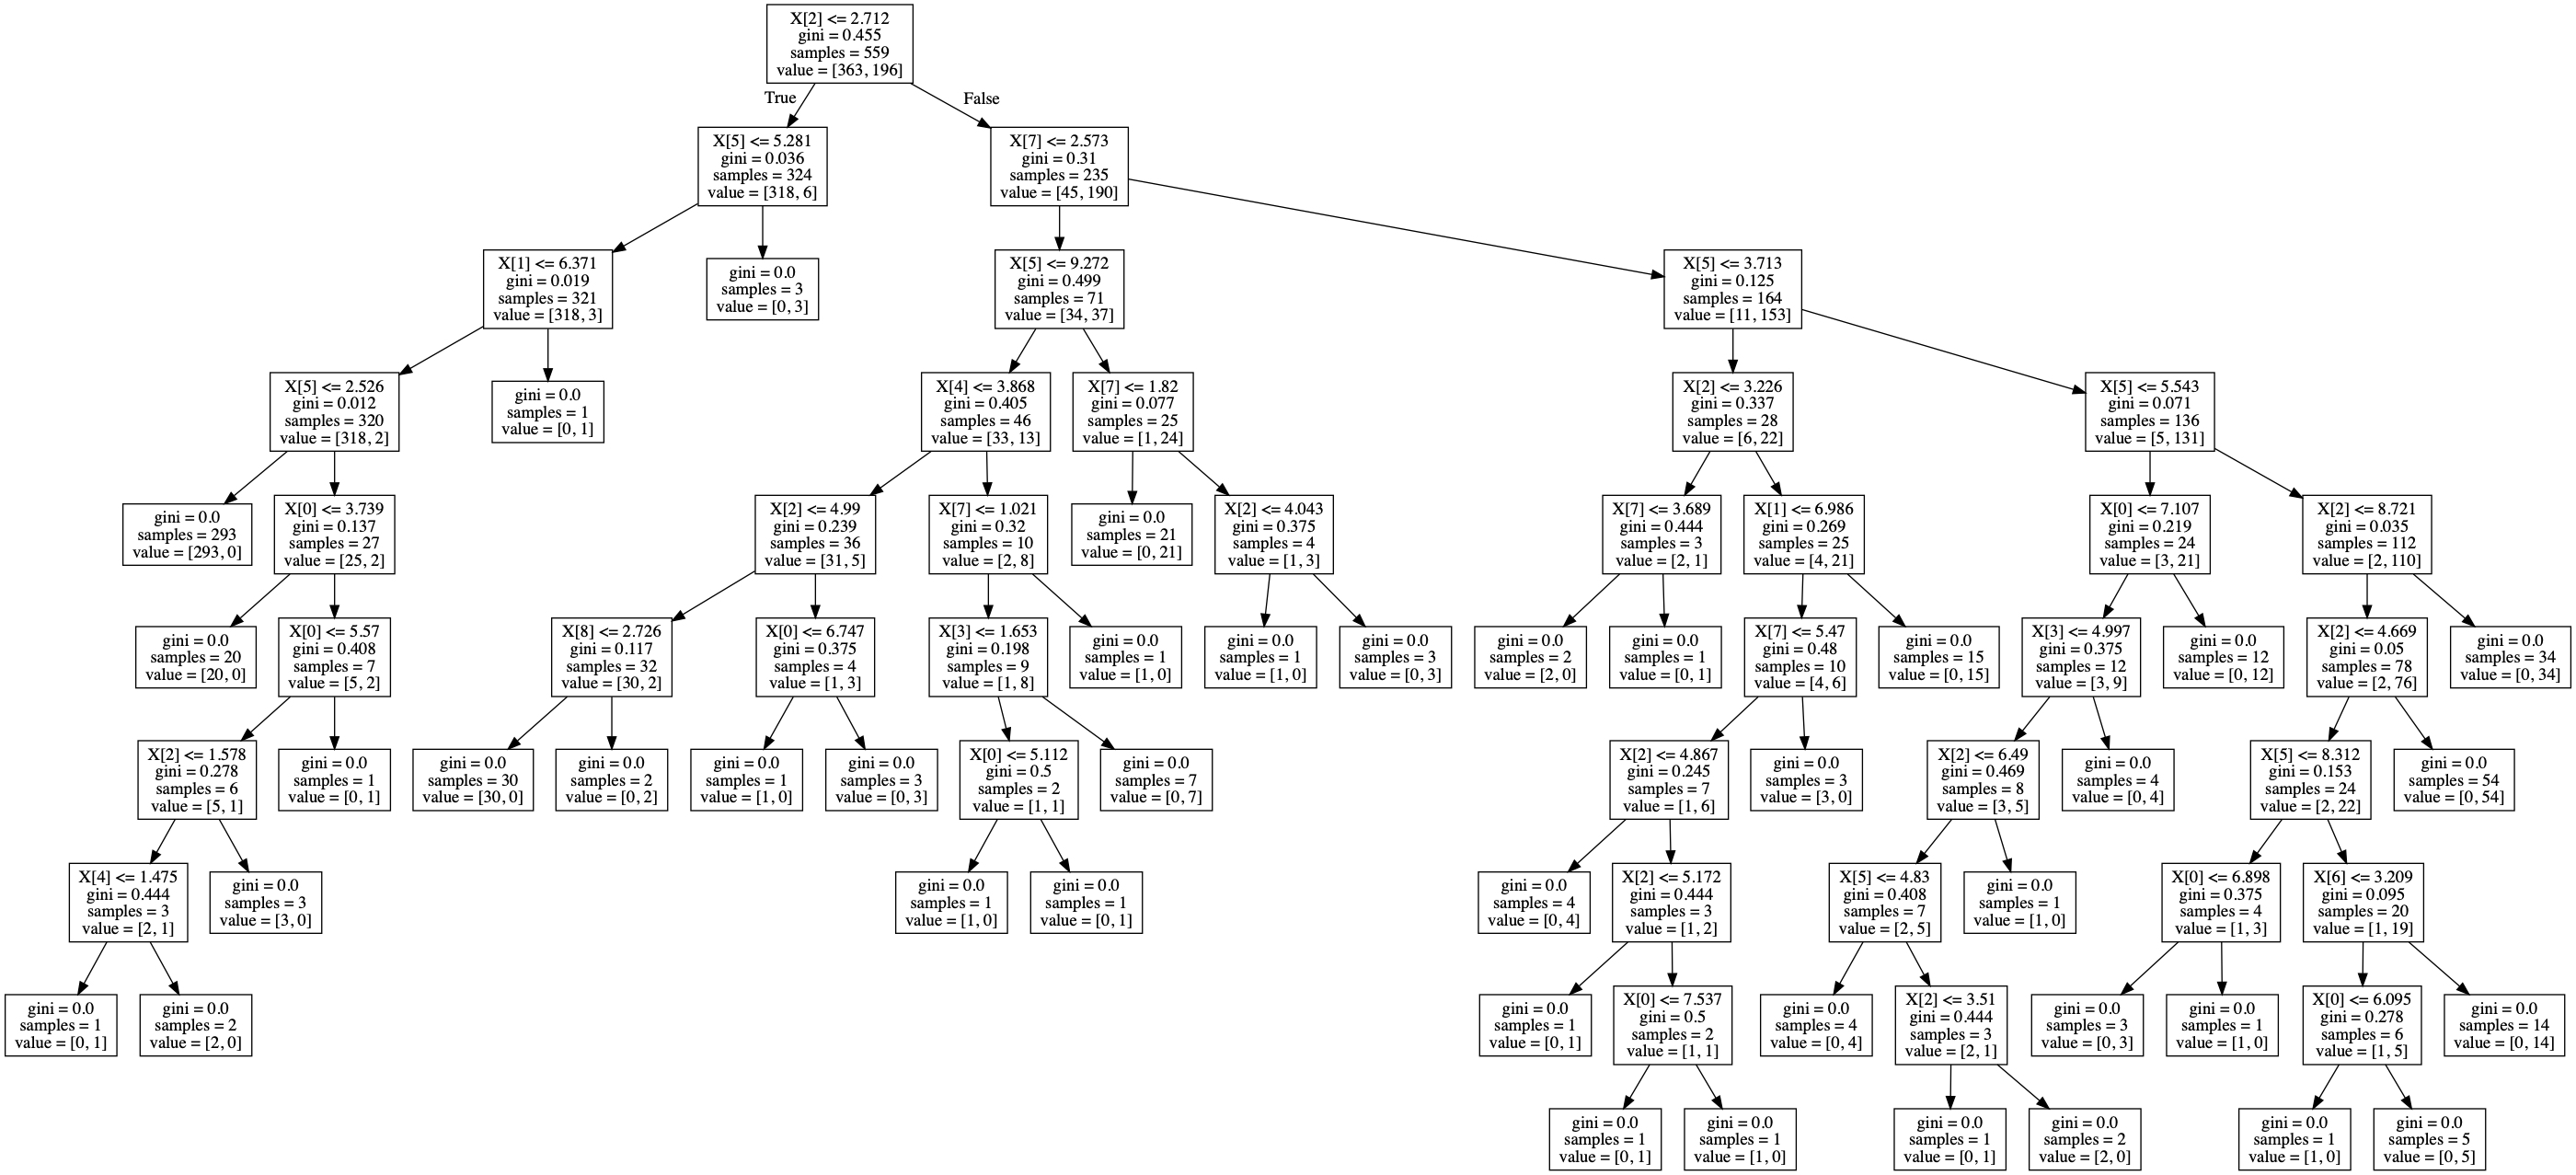 X[2] <= 2.712
gini = 0.455
samples = 559
value = [363, 196]
True
False
X[5] <= 5.281
gini = 0.036
samples = 324
value = [318, 6]
X[7] <= 2.573
gini = 0.31
samples = 235
value = [45, 190]
X[1] <= 6.371
gini = 0.019
samples = 321
value = [318, 3]
gini = 0.0
samples = 3
value = [0, 3]
X[5] <= 9.272
gini = 0.499
samples = 71
value = [34, 37]
X[5] <= 3.713
gini = 0.125
samples = 164
value = [11, 153]
X[5] <= 2.526
gini = 0.012
samples = 320
value = [318, 2]
gini = 0.0
samples = 1
value = [0, 1]
X[4] <= 3.868
gini = 0.405
samples = 46
value = [33, 13]
X[7] <= 1.82
gini = 0.077
samples = 25
value = [1, 24]
X[2] <= 3.226
gini = 0.337
samples = 28
value = [6, 22]
X[5] <= 5.543
gini = 0.071
samples = 136
value = [5, 131]
gini = 0.0
samples = 293
value = [293, 0]
X[0] <= 3.739
gini = 0.137
samples = 27
value = [25, 2]
X[2] <= 4.99
gini = 0.239
samples = 36
value = [31, 5]
X[7] <= 1.021
gini = 0.32
samples = 10
value = [2, 8]
gini = 0.0
samples = 21
value = [0, 21]
X[2] <= 4.043
gini = 0.375
samples = 4
value = [1, 3]
X[7] <= 3.689
gini = 0.444
samples = 3
value = [2, 1]
X[1] <= 6.986
gini = 0.269
samples = 25
value = [4, 21]
X[0] <= 7.107
gini = 0.219
samples = 24
value = [3, 21]
X[2] <= 8.721
gini = 0.035
samples = 112
value = [2, 110]
gini = 0.0
samples = 20
value = [20, 0]
X[0] <= 5.57
gini = 0.408
samples = 7
value = [5, 2]
X[8] <= 2.726
gini = 0.117
samples = 32
value = [30, 2]
X[0] <= 6.747
gini = 0.375
samples = 4
value = [1, 3]
X[3] <= 1.653
gini = 0.198
samples = 9
value = [1, 8]
gini = 0.0
samples = 1
value = [1, 0]
gini = 0.0
samples = 1
value = [1, 0]
gini = 0.0
samples = 3
value = [0, 3]
gini = 0.0
samples = 2
value = [2, 0]
gini = 0.0
samples = 1
value = [0, 1]
X[7] <= 5.47
gini = 0.48
samples = 10
value = [4, 6]
gini = 0.0
samples = 15
value = [0, 15]
X[3] <= 4.997
gini = 0.375
samples = 12
value = [3, 9]
gini = 0.0
samples = 12
value = [0, 12]
X[2] <= 4.669
gini = 0.05
samples = 78
value = [2, 76]
gini = 0.0
samples = 34
value = [0, 34]
X[2] <= 1.578
gini = 0.278
samples = 6
value = [5, 1]
gini = 0.0
samples = 1
value = [0, 1]
gini = 0.0
samples = 30
value = [30, 0]
gini = 0.0
samples = 2
value = [0, 2]
gini = 0.0
samples = 1
value = [1, 0]
gini = 0.0
samples = 3
value = [0, 3]
X[0] <= 5.112
gini = 0.5
samples = 2
value = [1, 1]
gini = 0.0
samples = 7
value = [0, 7]
X[2] <= 4.867
gini = 0.245
samples = 7
value = [1, 6]
gini = 0.0
samples = 3
value = [3, 0]
X[2] <= 6.49
gini = 0.469
samples = 8
value = [3, 5]
gini = 0.0
samples = 4
value = [0, 4]
X[5] <= 8.312
gini = 0.153
samples = 24
value = [2, 22]
gini = 0.0
samples = 54
value = [0, 54]
X[4] <= 1.475
gini = 0.444
samples = 3
value = [2, 1]
gini = 0.0
samples = 3
value = [3, 0]
gini = 0.0
samples = 1
value = [1, 0]
gini = 0.0
samples = 1
value = [0, 1]
gini = 0.0
samples = 4
value = [0, 4]
X[2] <= 5.172
gini = 0.444
samples = 3
value = [1, 2]
X[5] <= 4.83
gini = 0.408
samples = 7
value = [2, 5]
gini = 0.0
samples = 1
value = [1, 0]
X[0] <= 6.898
gini = 0.375
samples = 4
value = [1, 3]
X[6] <= 3.209
gini = 0.095
samples = 20
value = [1, 19]
gini = 0.0
samples = 1
value = [0, 1]
gini = 0.0
samples = 2
value = [2, 0]
gini = 0.0
samples = 1
value = [0, 1]
X[0] <= 7.537
gini = 0.5
samples = 2
value = [1, 1]
gini = 0.0
samples = 4
value = [0, 4]
X[2] <= 3.51
gini = 0.444
samples = 3
value = [2, 1]
gini = 0.0
samples = 3
value = [0, 3]
gini = 0.0
samples = 1
value = [1, 0]
X[0] <= 6.095
gini = 0.278
samples = 6
value = [1, 5]
gini = 0.0
samples = 14
value = [0, 14]
gini = 0.0
samples = 1
value = [0, 1]
gini = 0.0
samples = 1
value = [1, 0]
gini = 0.0
samples = 1
value = [0, 1]
gini = 0.0
samples = 2
value = [2, 0]
gini = 0.0
samples = 1
value = [1, 0]
gini = 0.0
samples = 5
value = [0, 5]